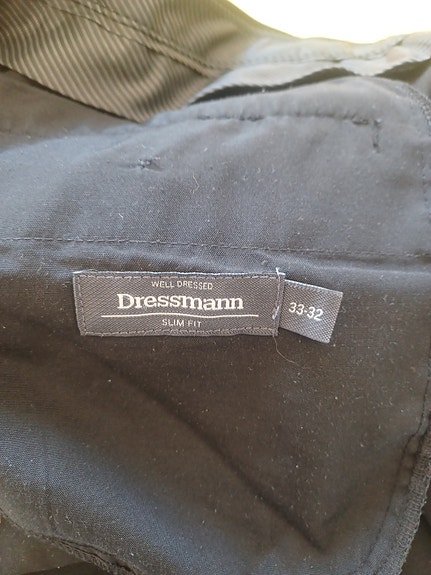 WELL DRESSED
Dressmann
SLIM FIT
33-32